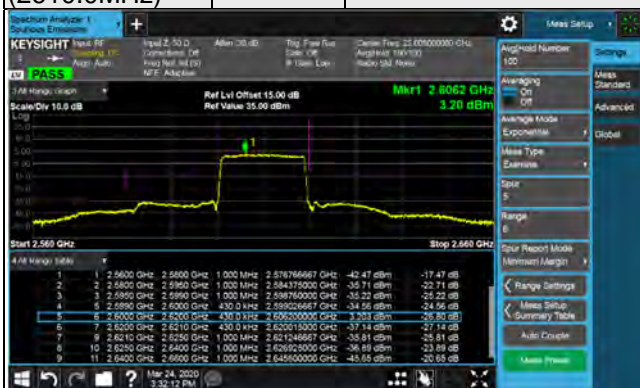 (2610.0MHz)
Spectrum Analyzer 1
Spurious Emissions
Meas Setup
KEYSIGHT Input: RF
Input Z: 50 Ω Atten: 30 dB Trig: Free Run Center Freq: 25.005000000 GHz
Align: Auto
Corrections: Off
Gate: Off
Avg|Hold: 100/100
Freq Ref: Int (S)
IF Gain: Low
Radio Std: None
NFE: Adaptive
PASS
Avg|Hold Number
100
Averaging
On
Off
Average Mode
Exponential
Meas Type
Examine
Spur
5
Range
6
Spur Report Mode
Minimum Margin
Range Settings
Meas Setup
Summary Table
Auto Couple
Meas Preset
Settings
Meas
Standard
Advanced
Global
3 All Range Graph
Scale/Div 10.0 dB
Ref Lvl Offset 15.00 dB
Ref Value 35.00 dBm
Mkr1 2.6062 GHz
3.20 dBm
Log
5.00
1
Start 2.560 GHz
Stop 2.660 GHz
4 All Range Table
1 1 2.5600 GHz 2.5800 GHz 1.000 MHz 2.576766667 GHz -42.47 dBm -17.47 dB
2 2 2.5800 GHz 2.5950 GHz 1.000 MHz 2.584375000 GHz -35.71 dBm -22.71 dB
3 3 2.5950 GHz 2.5990 GHz 1.000 MHz 2.598760000 GHz -35.22 dBm -25.22 dB
4 5 2.5990 GHz 2.6000 GHz 430.0 kHz 2.599026667 GHz -34.56 dBm -24.56 dB
5 6 2.6000 GHz 2.6200 GHz 430.0 kHz 2.606200000 GHz 3.203 dBm -26.80 dB
6 7 2.6200 GHz 2.6210 GHz 430.0 kHz 2.620015000 GHz -37.14 dBm -27.14 dB
7 9 2.6210 GHz 2.6250 GHz 1.000 MHz 2.621246667 GHz -35.81 dBm -25.81 dB
8 10 2.6250 GHz 2.6400 GHz 1.000 MHz 2.626925000 GHz -36.89 dBm -23.89 dB
9 11 2.6400 GHz 2.6600 GHz 1.000 MHz 2.645600000 GHz -45.65 dBm -20.65 dB
Mar 24, 2020
3:32:12 PM